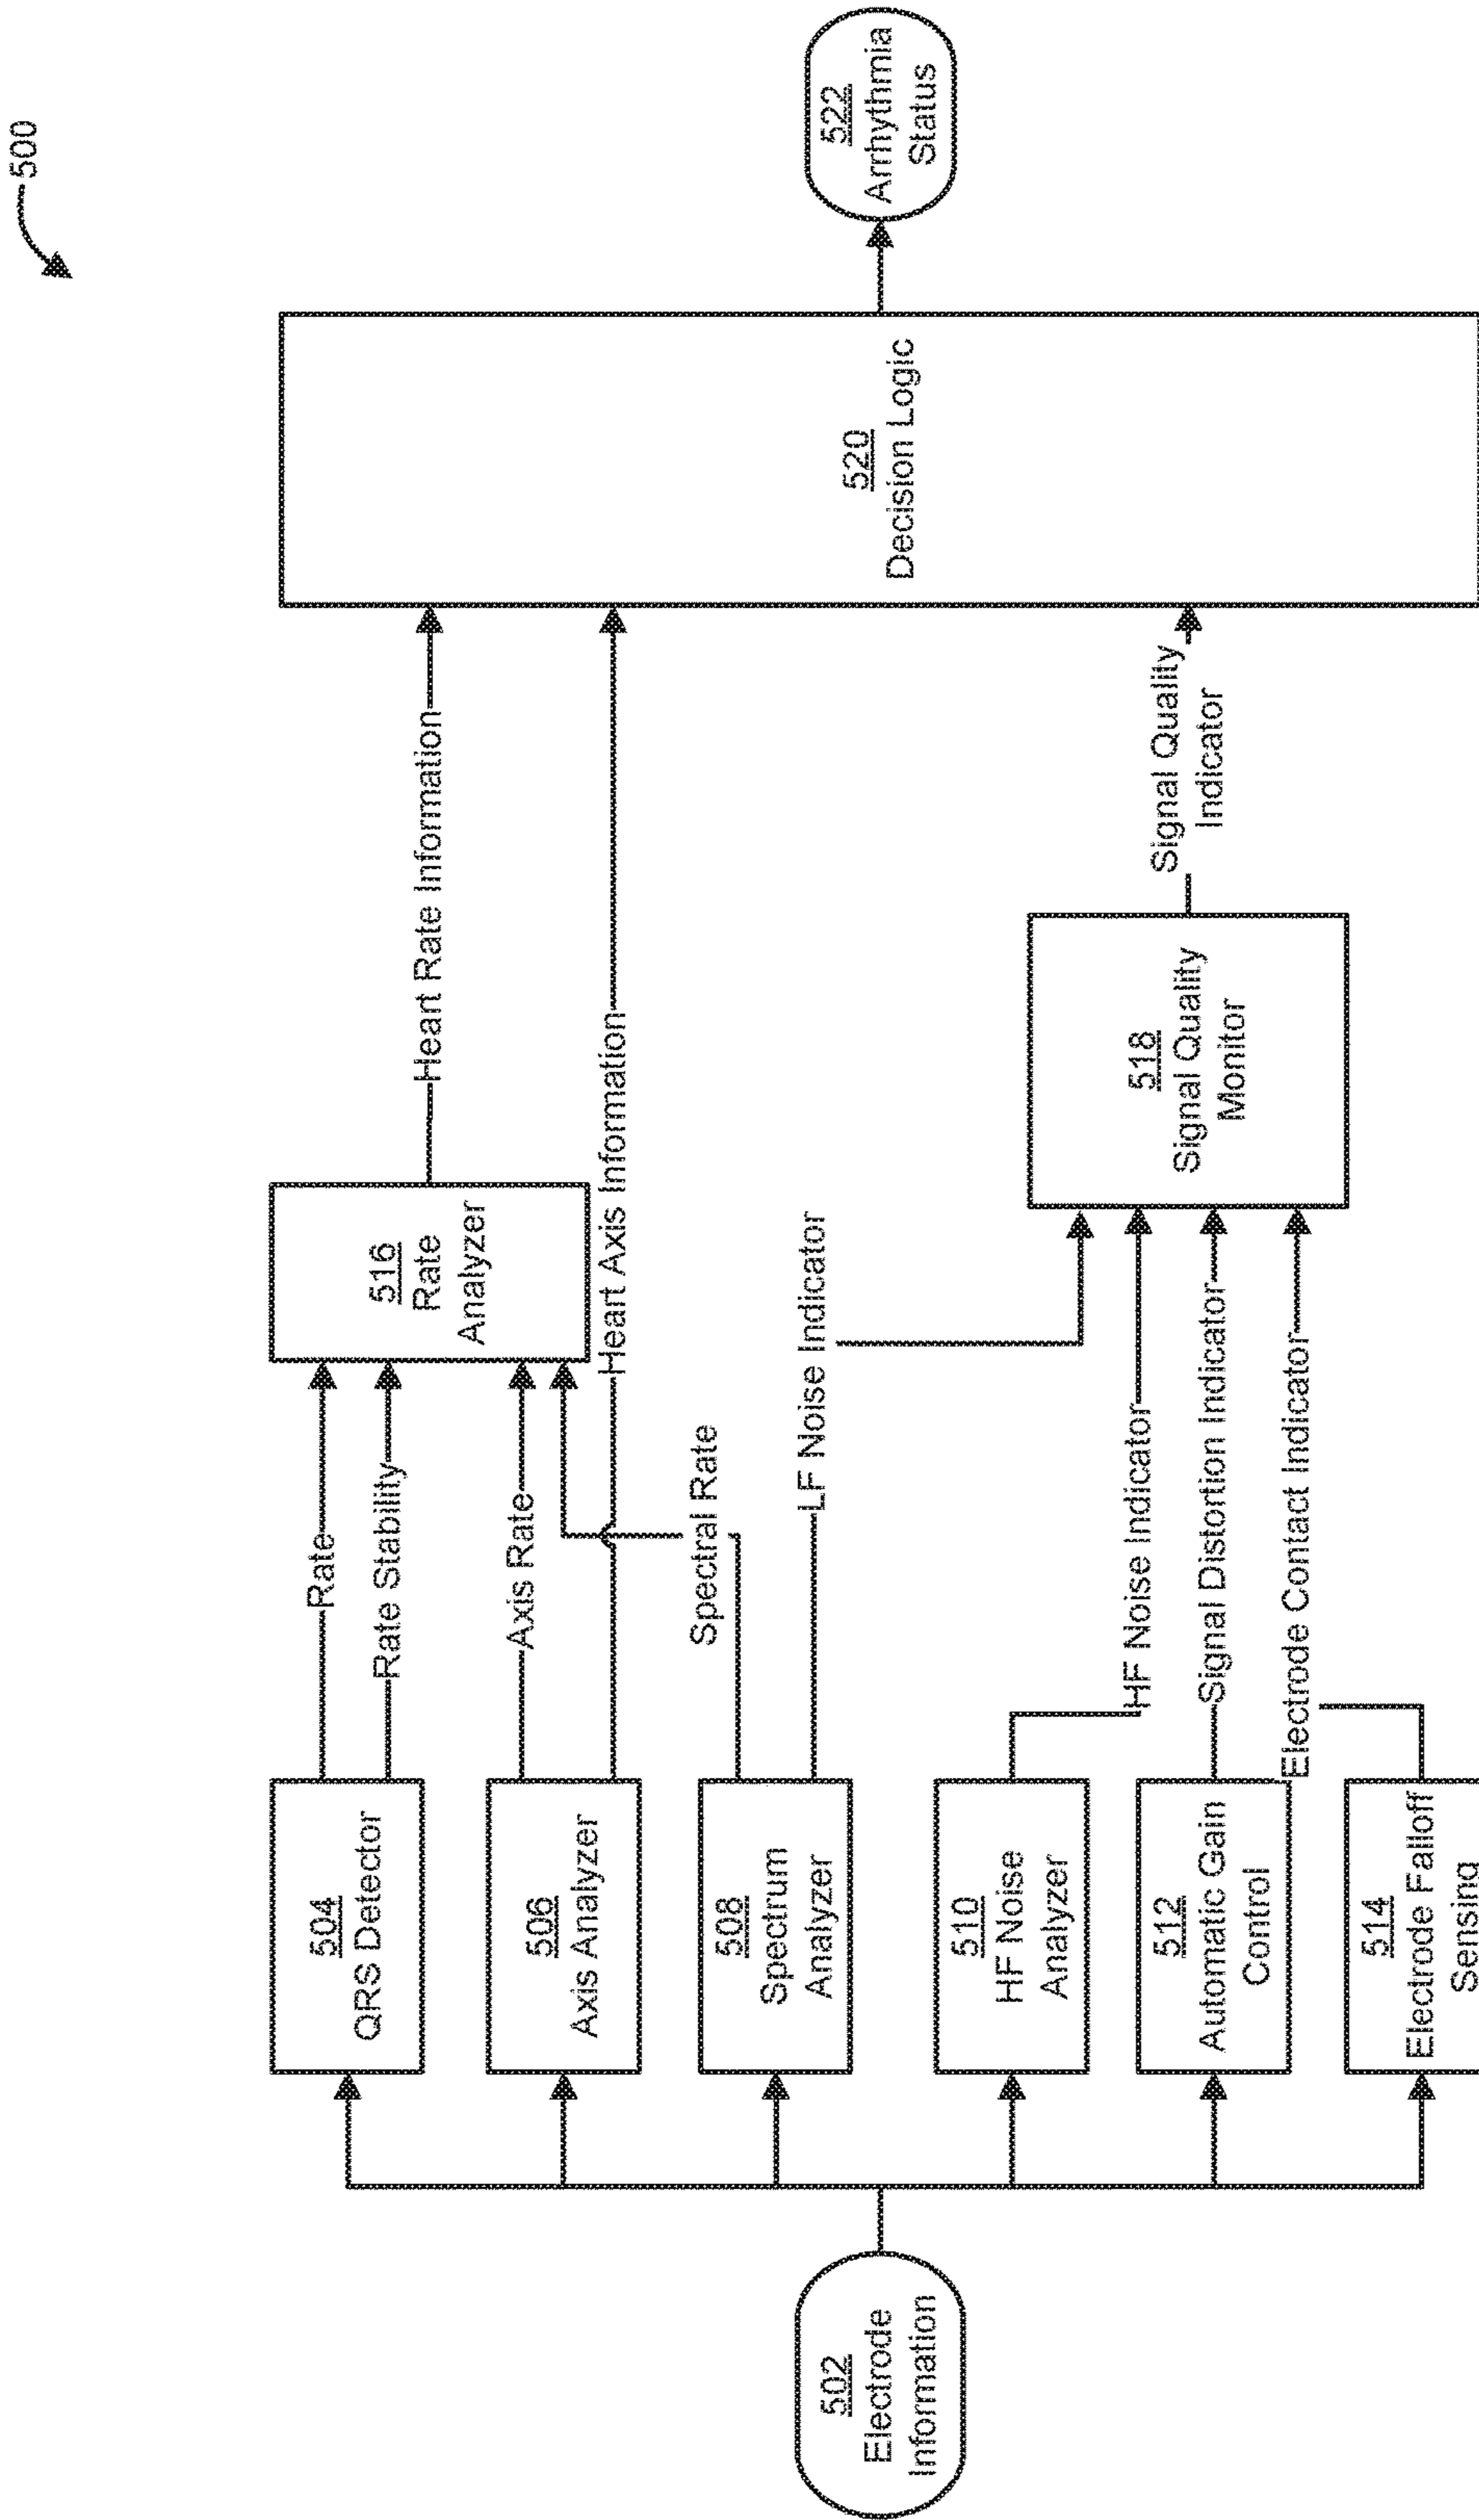 500
502
Electrode
Information
504
QRS Detector
506
Axis Analyzer
508
Spectrum
Analyzer
510
HF Noise
Analyzer
512
Automatic Gain
Control
514
Electrode Falloff
Sensing
Rate
Rate Stability
Axis Rate
Heart Axis Information
Spectral Rate
LF Noise Indicator
HF Noise Indicator
Signal Distortion Indicator
Electrode Contact Indicator
516
Rate
Analyzer
518
Signal Quality
Monitor
Heart Rate Information
Signal Quality
Indicator
520
Decision Logic
522
Arrhythmia
Status